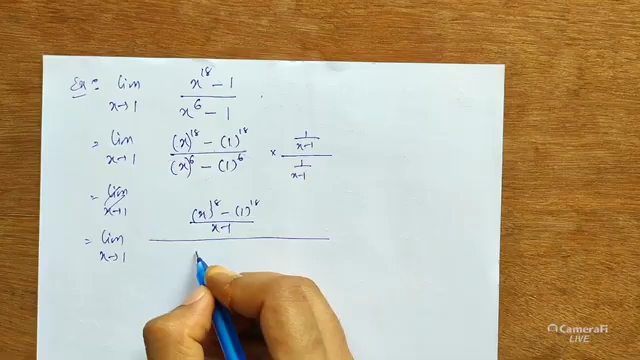 Ex :- lim x→1 (x^18 - 1)/(x^6 - 1)
= lim x→1 ((x)^18 - (1)^18)/((x)^6 - (1)^6) × (1/(x-1))/(1/(x-1))
= lim x→1
= lim x→1 ((x)^18 - (1)^18)/(x-1)
CameraFi
LIVE